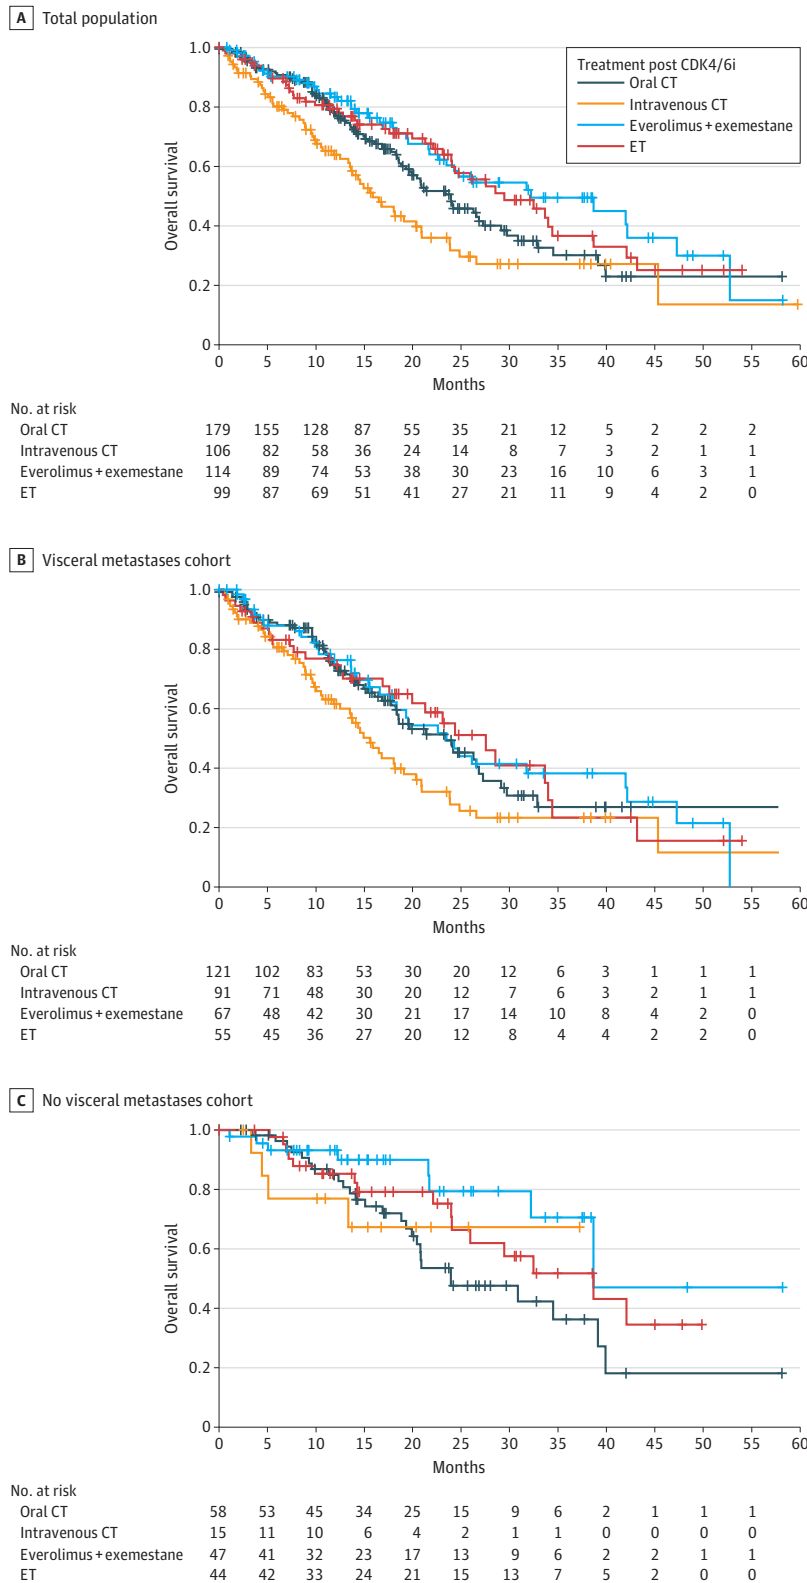 A Total population
1.0
0.8
0.6
0.4
0.2
0
Overall survival
Treatment post CDK4/6i
Oral CT
Intravenous CT
Everolimus + exemestane
ET
0 5 10 15 20 25 30 35 40 45 50 55 60
Months
No. at risk
Oral CT 179 155 128 87 55 35 21 12 5 2 2 2
Intravenous CT 106 82 58 36 24 14 8 7 3 2 1 1
Everolimus + exemestane 114 89 74 53 38 30 23 16 10 6 3 1
ET 99 87 69 51 41 27 21 11 9 4 2 0
B Visceral metastases cohort
1.0
0.8
0.6
0.4
0.2
0
Overall survival
0 5 10 15 20 25 30 35 40 45 50 55 60
Months
No. at risk
Oral CT 121 102 83 53 30 20 12 6 3 1 1 1
Intravenous CT 91 71 48 30 20 12 7 6 3 2 1 1
Everolimus + exemestane 67 48 42 30 21 17 14 10 8 4 2 0
ET 55 45 36 27 20 12 8 4 4 2 2 0
C No visceral metastases cohort
1.0
0.8
0.6
0.4
0.2
0
Overall survival
0 5 10 15 20 25 30 35 40 45 50 55 60
Months
No. at risk
Oral CT 58 53 45 34 25 15 9 6 2 1 1 1
Intravenous CT 15 11 10 6 4 2 1 1 0 0 0 0
Everolimus + exemestane 47 41 32 23 17 13 9 6 2 2 1 1
ET 44 42 33 24 21 15 13 7 5 2 0 0